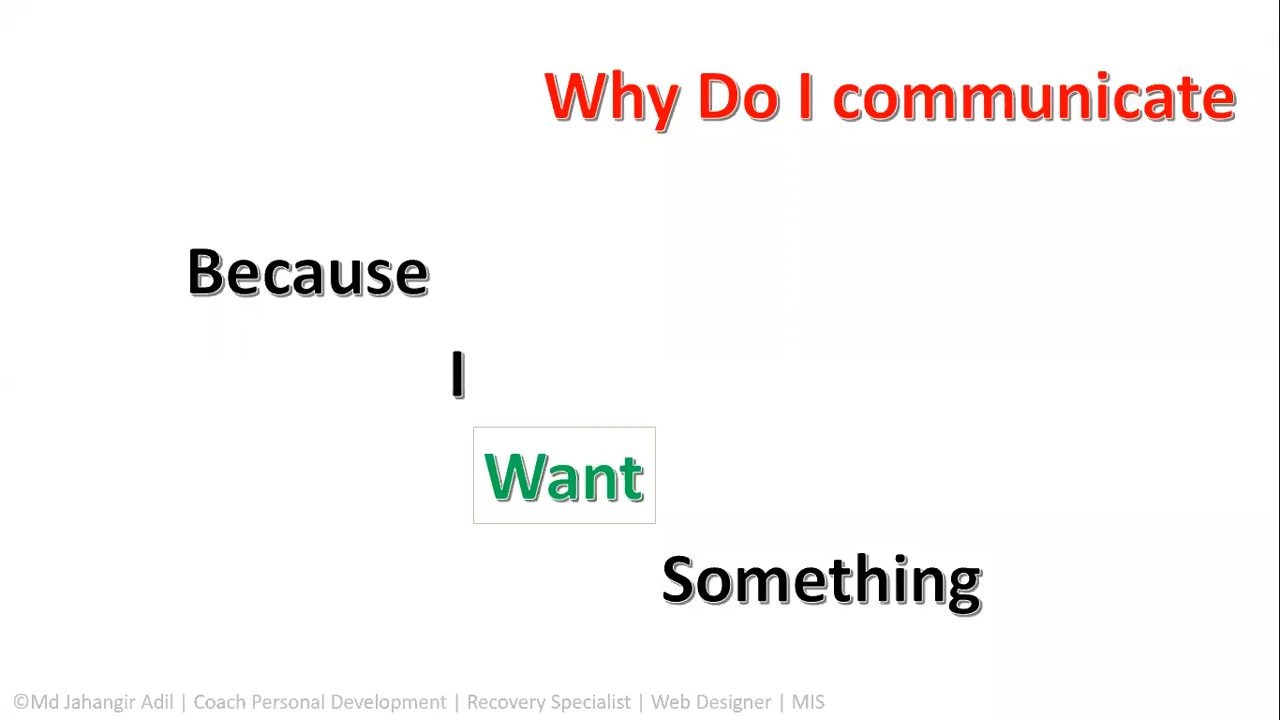 Why Do I communicate
Because
I
Want
Something
©Md Jahangir Adil | Coach Personal Development | Recovery Specialist | Web Designer | MIS